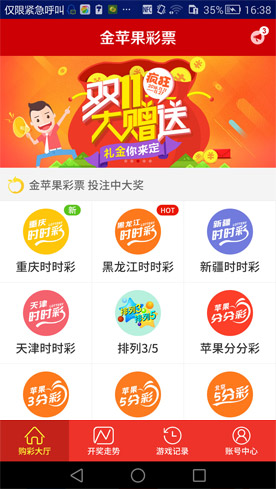 仅限紧急呼叫 81% 16:38
金苹果彩票
3
双11 疯狂
大赠送
礼金你来定
金苹果彩票 投注中大奖
新
HOT
重庆
时时彩
黑龙江
时时彩
新疆
时时彩
重庆时时彩
黑龙江时时彩
新疆时时彩
天津
时时彩
排列3
排列5
苹果
分分彩
天津时时彩
排列3/5
苹果分分彩
苹果
5分彩
苹果
5分彩
5分彩
购彩大厅
开奖走势
游戏记录
账号中心